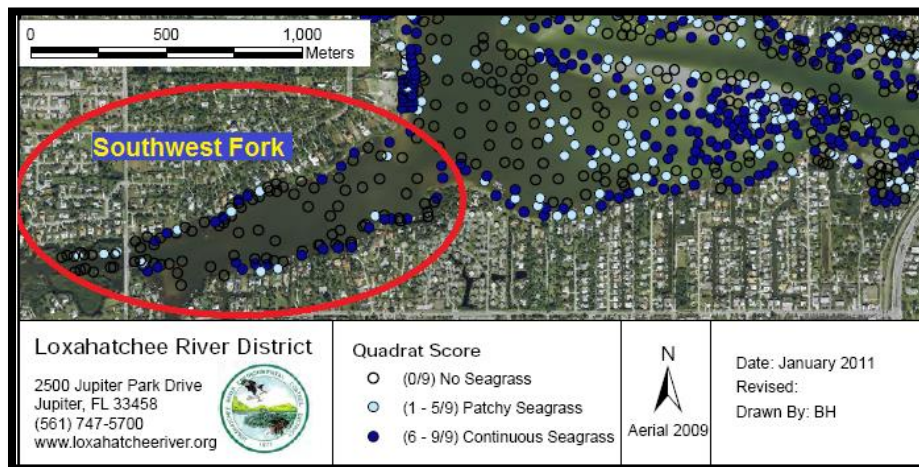 0 500 1,000
Meters
Southwest Fork
Loxahatchee River District
2500 Jupiter Park Drive
Jupiter, FL 33458
(561) 747-5700
www.loxahatcheeriver.org
Quadrat Score
(0/9) No Seagrass
(1 - 5/9) Patchy Seagrass
(6 - 9/9) Continuous Seagrass
N
Aerial 2009
Date: January 2011
Revised:
Drawn By: BH